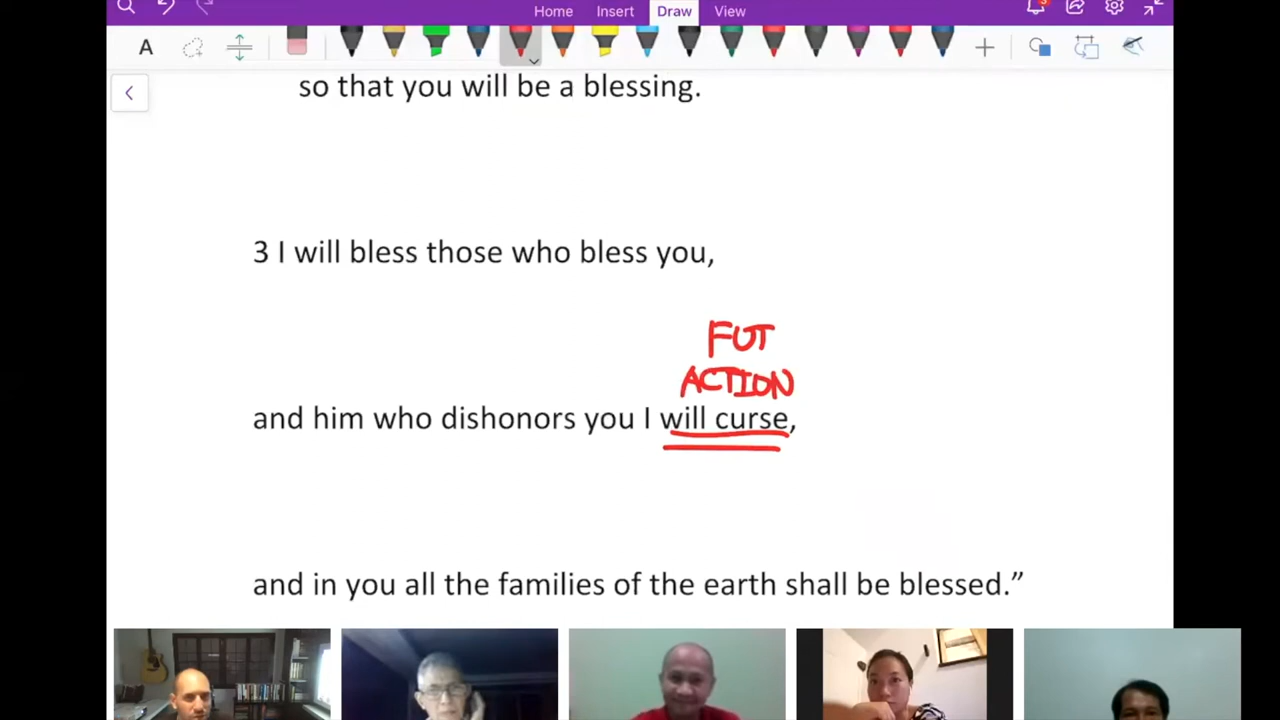 Home Insert Draw View
A
so that you will be a blessing.
3 I will bless those who bless you,
FUT
ACTION
and him who dishonors you I will curse,
and in you all the families of the earth shall be blessed.”